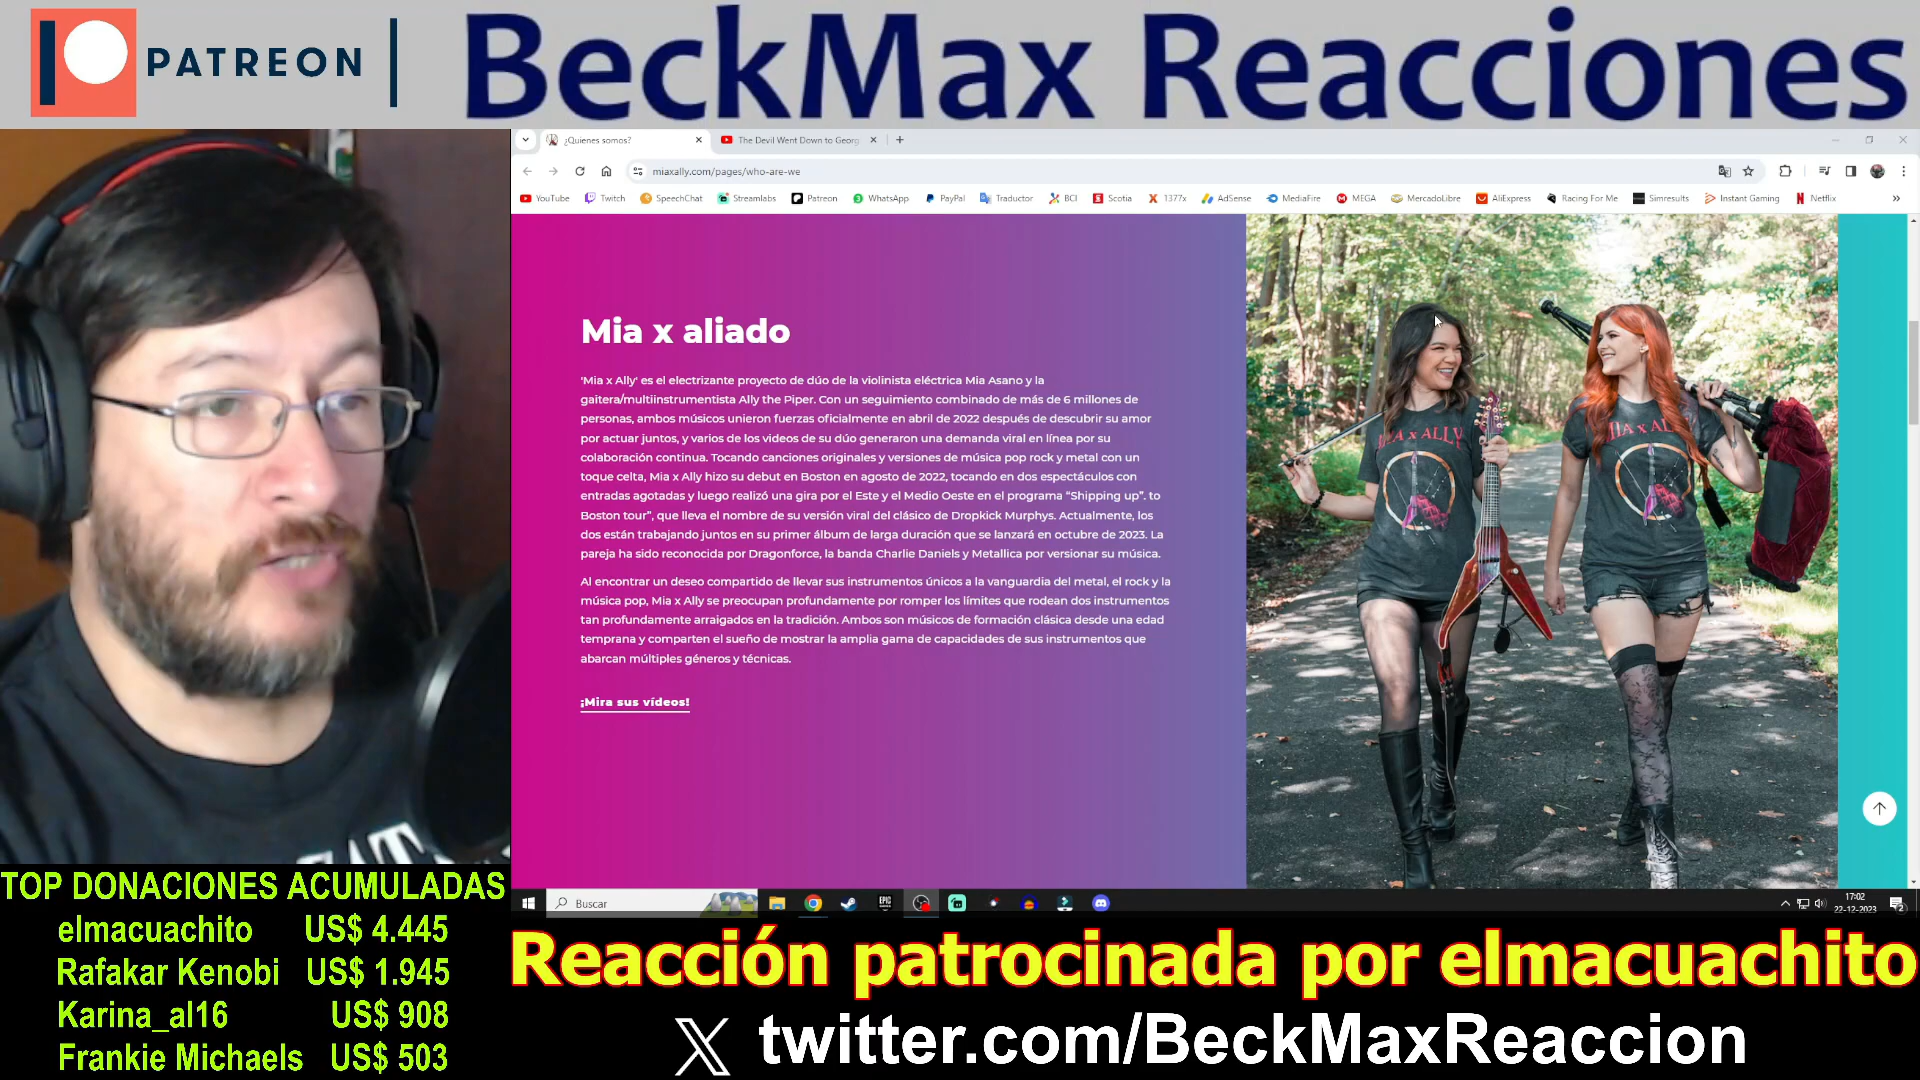 PATREON | BeckMax Reacciones
¿Quienes somos?
The Devil Went Down to Georg
miaxally.com/pages/who-are-we
YouTube Twitch SpeechChat Streamlabs Patreon WhatsApp PayPal Traductor BCI Scotia 1377x AdSense MediaFire MEGA MercadoLibre AliExpress Racing For Me Simresults Instant Gaming Netflix
Mia x aliado
'Mia x Ally' es el electrizante proyecto de dúo de la violinista eléctrica Mia Asano y la
gaitera/multiinstrumentista Ally the Piper. Con un seguimiento combinado de más de 6 millones de
personas, ambos músicos unieron fuerzas oficialmente en abril de 2022 después de descubrir su amor
por actuar juntos, y varios de los videos de su dúo generaron una demanda viral en línea por su
colaboración continua. Tocando canciones originales y versiones de música pop rock y metal con un
toque celta, Mia x Ally hizo su debut en Boston en agosto de 2022, tocando en dos espectáculos con
entradas agotadas y luego realizó una gira por el Este y el Medio Oeste en el programa “Shipping up”. to
Boston tour”, que lleva el nombre de su versión viral del clásico de Dropkick Murphys. Actualmente, los
dos están trabajando juntos en su primer álbum de larga duración que se lanzará en octubre de 2023. La
pareja ha sido reconocida por Dragonforce, la banda Charlie Daniels y Metallica por versionar su música.
Al encontrar un deseo compartido de llevar sus instrumentos únicos a la vanguardia del metal, el rock y la
música pop, Mia x Ally se preocupan profundamente por romper los límites que rodean dos instrumentos
tan profundamente arraigados en la tradición. Ambos son músicos de formación clásica desde una edad
temprana y comparten el sueño de mostrar la amplia gama de capacidades de sus instrumentos que
abarcan múltiples géneros y técnicas.
¡Mira sus vídeos!
MIA x ALLY
Buscar
EPIC
17:02
22-12-2023
2
TOP DONACIONES ACUMULADAS
elmacuachito US$ 4.445
Rafakar Kenobi US$ 1.945
Karina_al16 US$ 908
Frankie Michaels US$ 503
Reacción patrocinada por elmacuachito
X twitter.com/BeckMaxReaccion